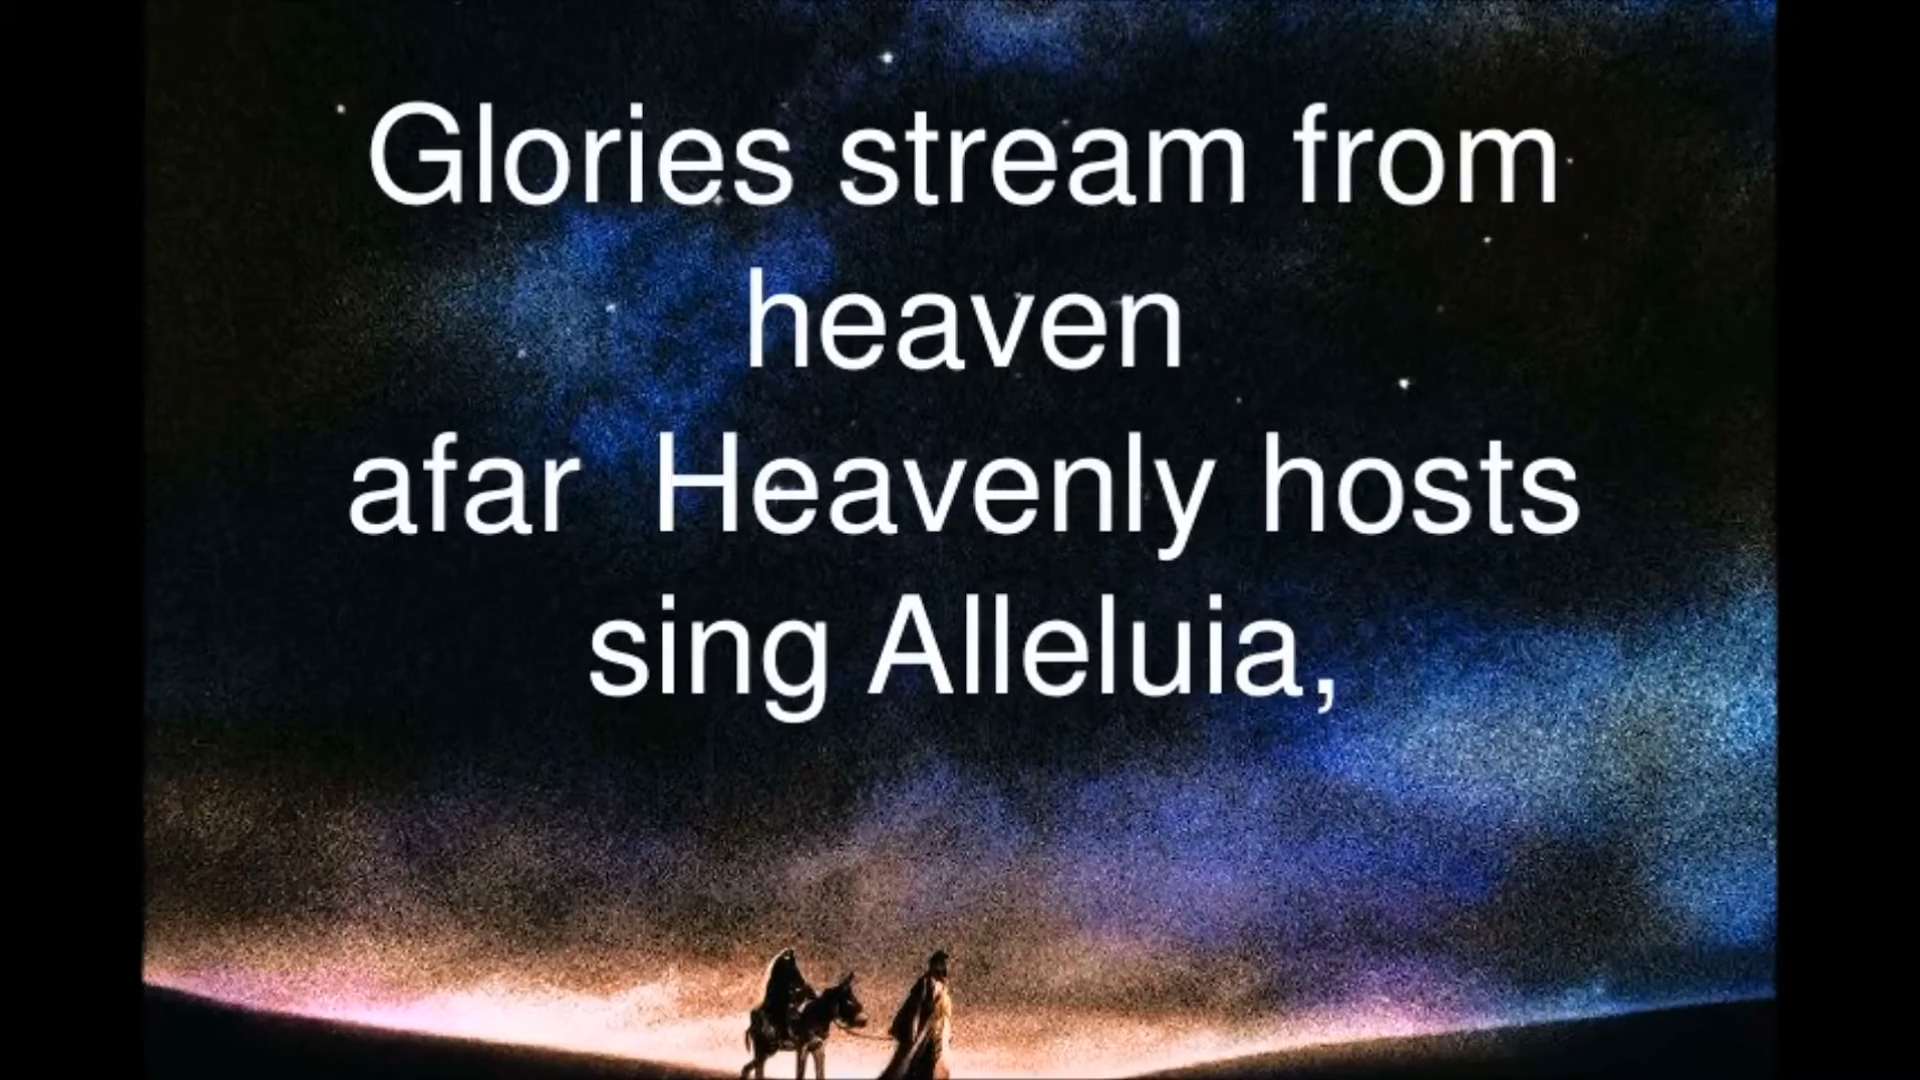 Glories stream from
heaven
afar  Heavenly hosts
sing Alleluia,